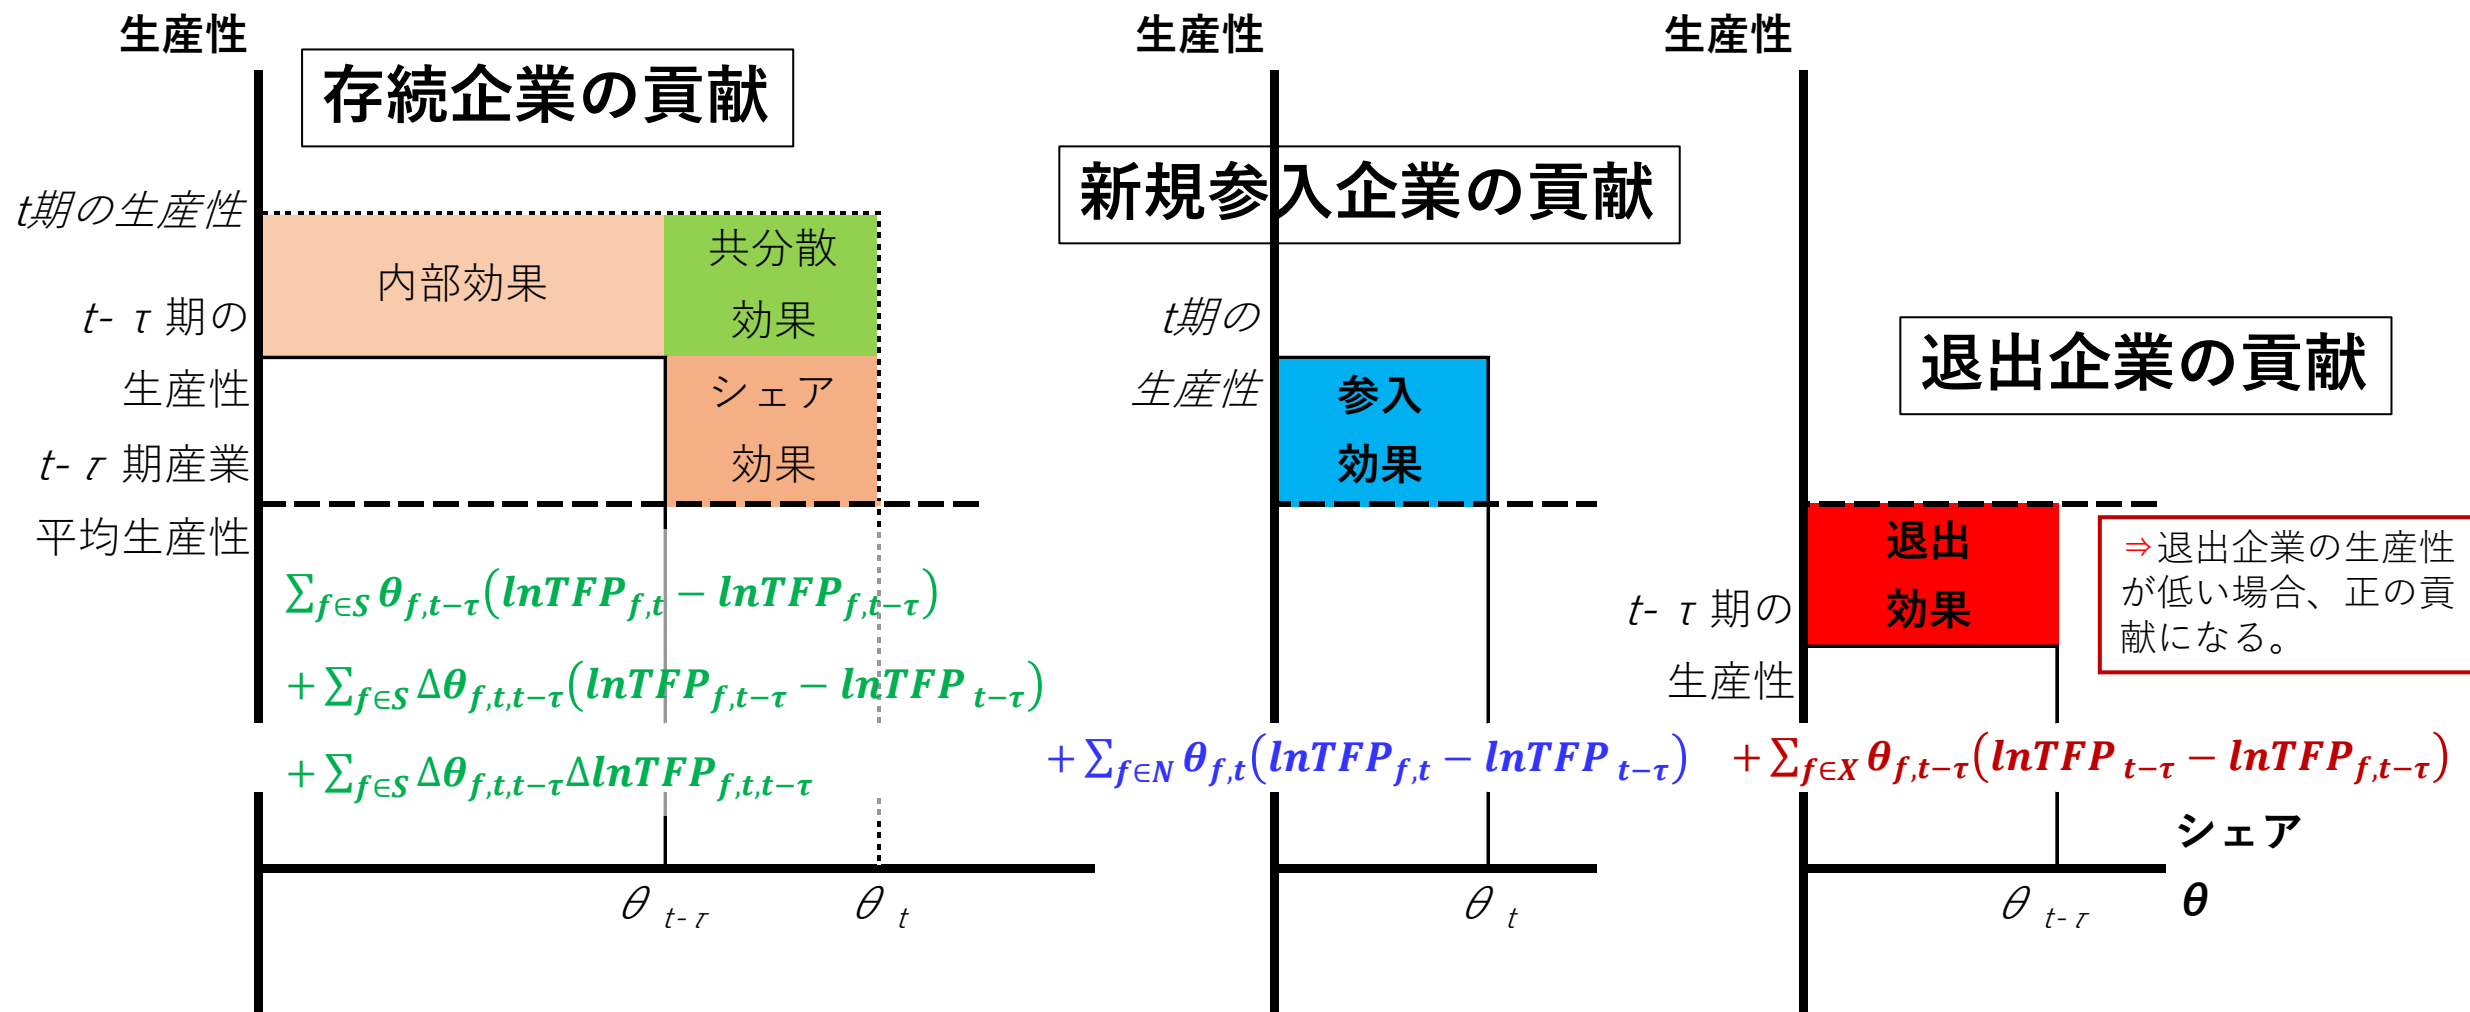 生産性
存続企業の貢献
t期の生産性
内部効果
共分散
効果
t- τ 期の
生産性
シェア
効果
t- τ 期産業
平均生産性
∑f∈S θf,t−τ(lnTFPf,t − lnTFPf,t−τ)
+ ∑f∈S Δθf,t,t−τ(lnTFPf,t−τ − lnTFP t−τ)
+ ∑f∈S Δθf,t,t−τΔlnTFPf,t,t−τ
θ t-τ
θ t
生産性
新規参入企業の貢献
t期の
生産性
参入
効果
+ ∑f∈N θf,t(lnTFPf,t − lnTFP t−τ)
θ t
生産性
退出企業の貢献
退出
効果
t- τ 期の
生産性
⇒退出企業の生産性
が低い場合、正の貢
献になる。
+ ∑f∈X θf,t−τ(lnTFP t−τ − lnTFPf,t−τ)
シェア
θ
θ t-τ